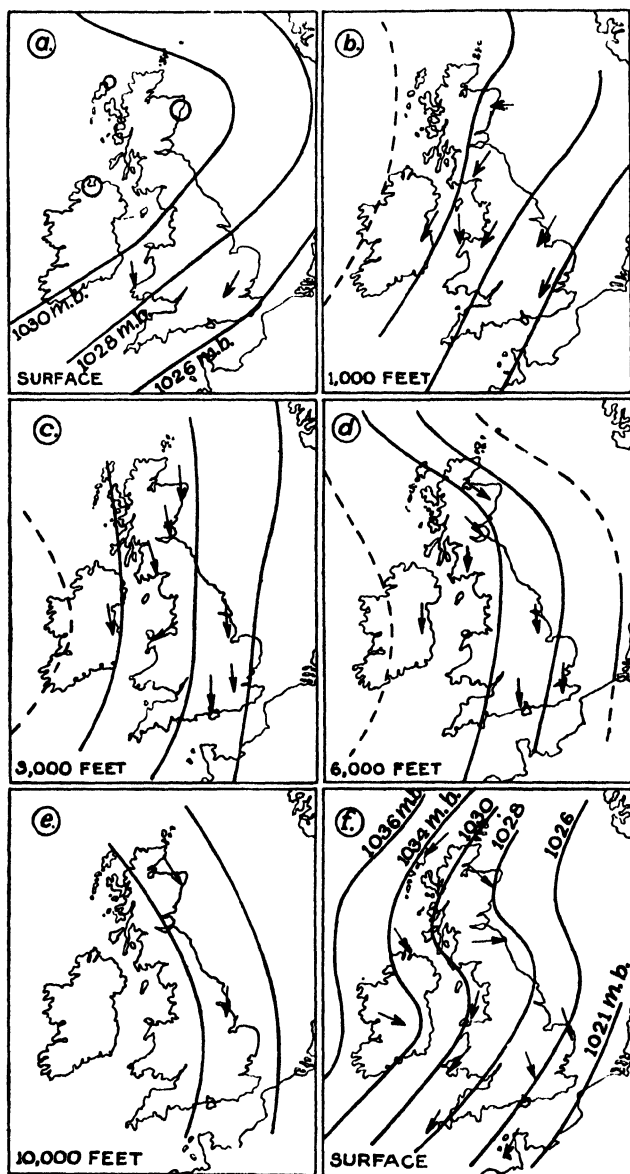 a.
1030 m.b.
1028 m.b.
1026 m.b.
SURFACE
b.
1,000 FEET
c.
3,000 FEET
d
6,000 FEET
e.
10,000 FEET
f.
1036 m.b.
1034 m.b.
1030
1028
1026
1021 m.b.
SURFACE